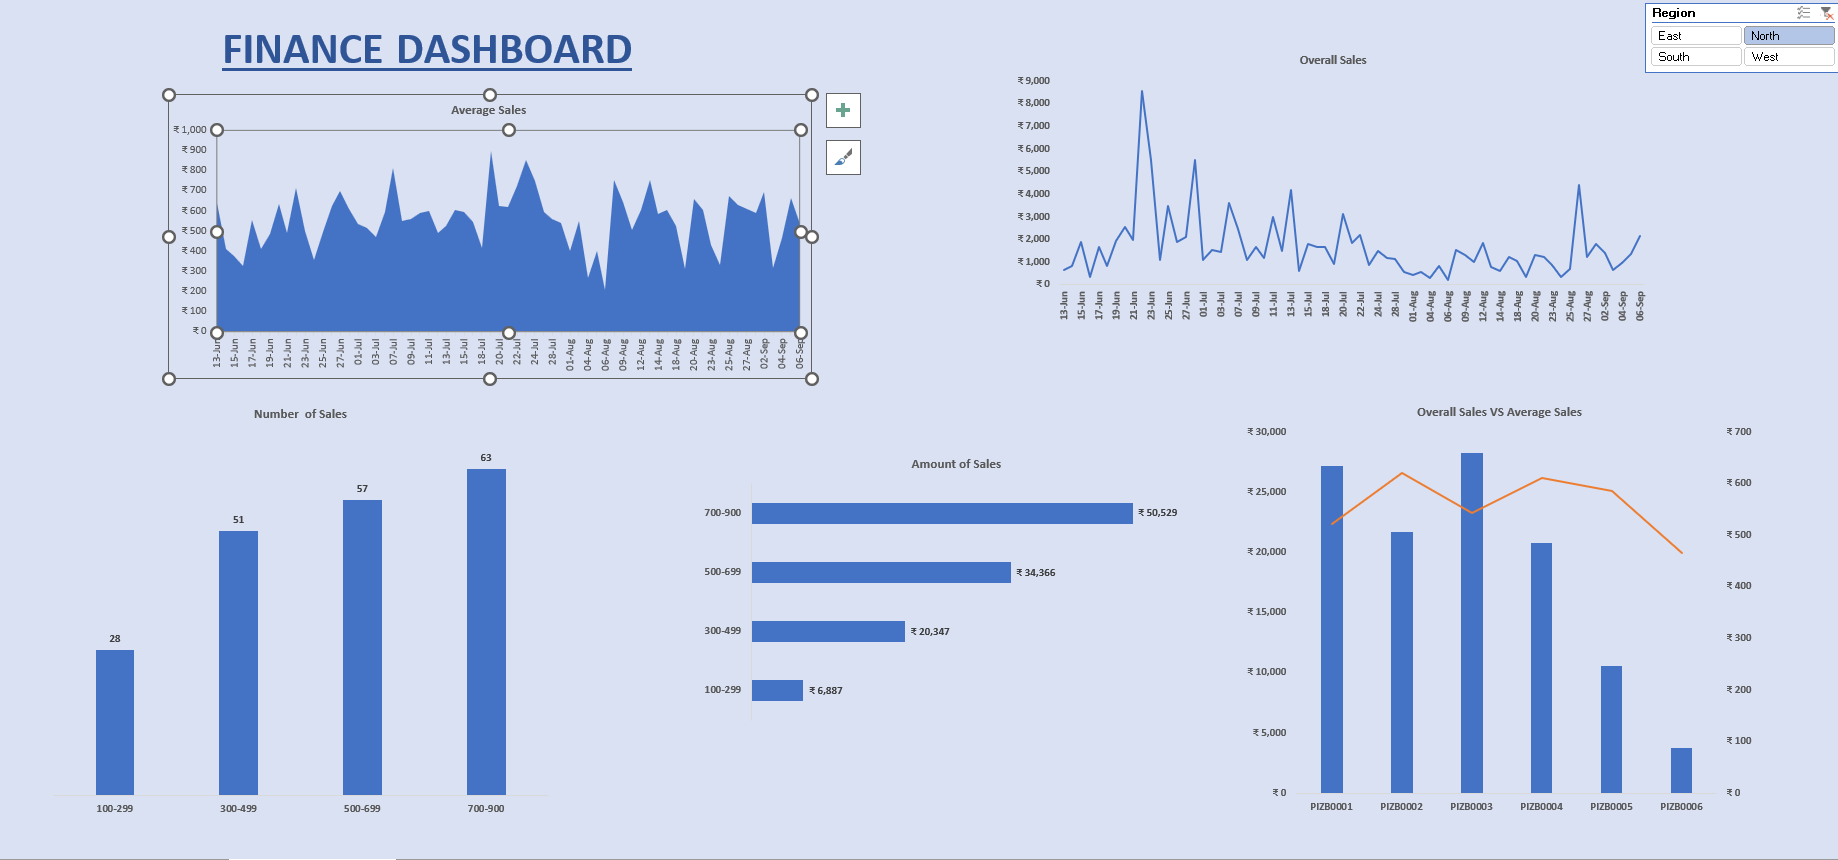 FINANCE DASHBOARD
Region
East
North
South
West
Average Sales
₹ 1,000
₹ 900
₹ 800
₹ 700
₹ 600
₹ 500
₹ 400
₹ 300
₹ 200
₹ 100
₹ 0
13-Jun
15-Jun
17-Jun
19-Jun
21-Jun
23-Jun
25-Jun
27-Jun
01-Jul
03-Jul
07-Jul
09-Jul
11-Jul
13-Jul
15-Jul
18-Jul
20-Jul
22-Jul
24-Jul
28-Jul
01-Aug
04-Aug
06-Aug
09-Aug
12-Aug
14-Aug
18-Aug
20-Aug
23-Aug
25-Aug
27-Aug
02-Sep
04-Sep
06-Sep
Overall Sales
₹ 9,000
₹ 8,000
₹ 7,000
₹ 6,000
₹ 5,000
₹ 4,000
₹ 3,000
₹ 2,000
₹ 1,000
₹ 0
13-Jun
15-Jun
17-Jun
19-Jun
21-Jun
23-Jun
25-Jun
27-Jun
01-Jul
03-Jul
07-Jul
09-Jul
11-Jul
13-Jul
15-Jul
18-Jul
20-Jul
22-Jul
24-Jul
28-Jul
01-Aug
04-Aug
06-Aug
09-Aug
12-Aug
14-Aug
18-Aug
20-Aug
23-Aug
25-Aug
27-Aug
02-Sep
04-Sep
06-Sep
Number of Sales
28
51
57
63
100-299
300-499
500-699
700-900
Amount of Sales
700-900
₹ 50,529
500-699
₹ 34,366
300-499
₹ 20,347
100-299
₹ 6,887
Overall Sales VS Average Sales
₹ 30,000
₹ 25,000
₹ 20,000
₹ 15,000
₹ 10,000
₹ 5,000
₹ 0
₹ 700
₹ 600
₹ 500
₹ 400
₹ 300
₹ 200
₹ 100
₹ 0
PIZB0001
PIZB0002
PIZB0003
PIZB0004
PIZB0005
PIZB0006